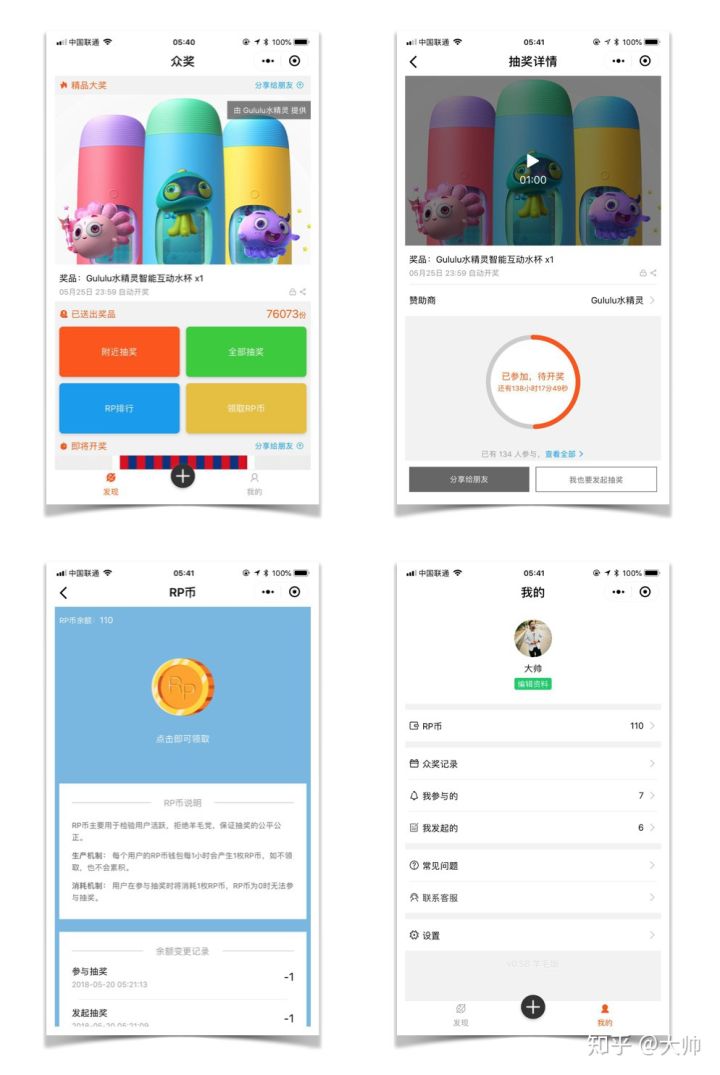 中国联通 05:40 100%
众奖
精品大奖 分享给朋友
由 Gululu水精灵 提供
奖品：Gululu水精灵智能互动水杯 x1
05月25日 23:59 自动开奖
已送出奖品 76073份
附近抽奖 全部抽奖
RP排行 领取RP币
即将开奖 分享给朋友
发现 我的
中国联通 05:41 100%
抽奖详情
01:00
奖品：Gululu水精灵智能互动水杯 x1
05月25日 23:59 自动开奖
赞助商 Gululu水精灵
已参加，待开奖
还有138小时17分49秒
已有 134 人参与，查看全部
分享给朋友 我也要发起抽奖
中国联通 05:41 100%
RP币
RP币余额：110
RP
点击即可领取
RP币说明
RP币主要用于检验用户活跃，拒绝羊毛党，保证抽奖的公平公
正。
生产机制：每个用户的RP币钱包每1小时会产生1枚RP币，如不领
取，也不会累积。
消耗机制：用户在参与抽奖时将消耗1枚RP币，RP币为0时无法参
与抽奖。
余额变更记录
参与抽奖 -1
2018-05-20 05:21:13
发起抽奖 -1
2018-05-20 05:21:09
中国联通 05:41 100%
我的
大帅
编辑资料
RP币 110
众奖记录
我参与的 7
我发起的 6
常见问题
联系客服
设置
v0.58 羊毛版
发现 我的
知乎 @大帅